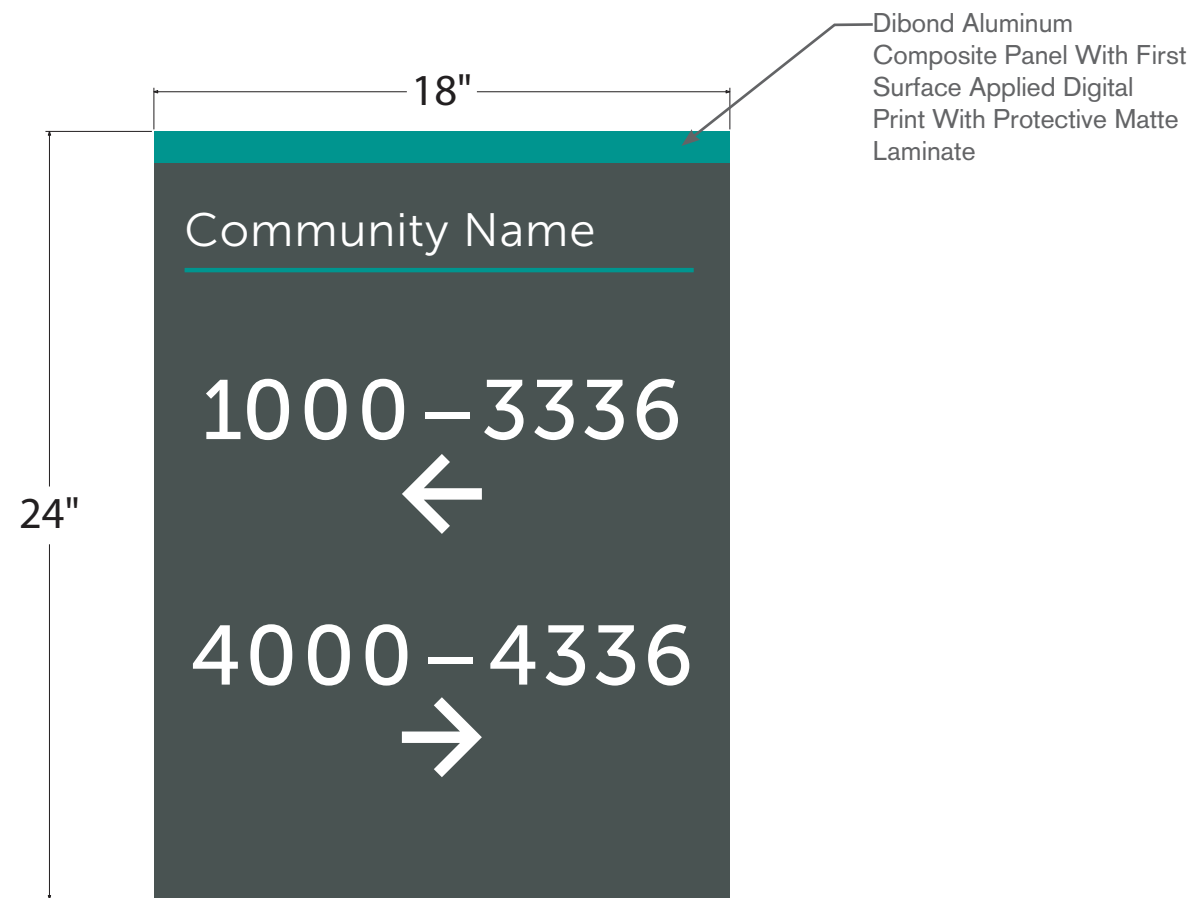 Dibond Aluminum
Composite Panel With First
Surface Applied Digital
Print With Protective Matte
Laminate
18"
Community Name
1000–3336
←
24"
4000–4336
→